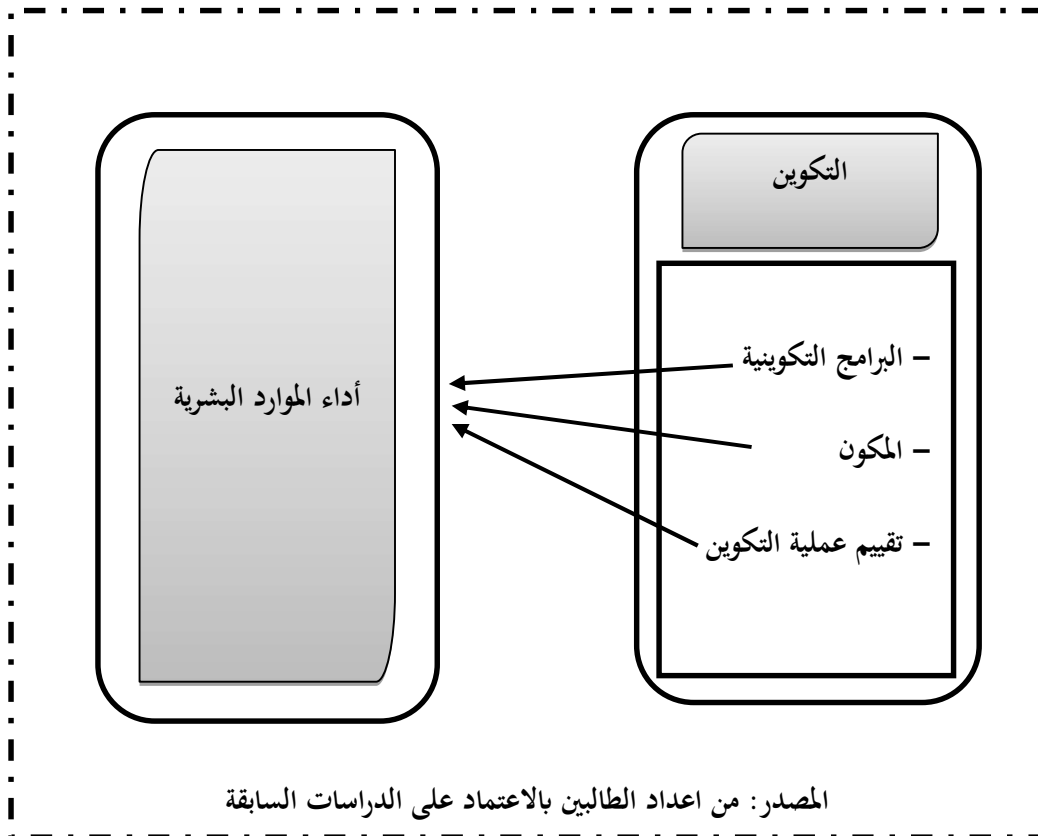 التكوين
– البرامج التكوينية
– المكون
– تقييم عملية التكوين
أداء الموارد البشرية
المصدر: من اعداد الطالبين بالاعتماد على الدراسات السابقة